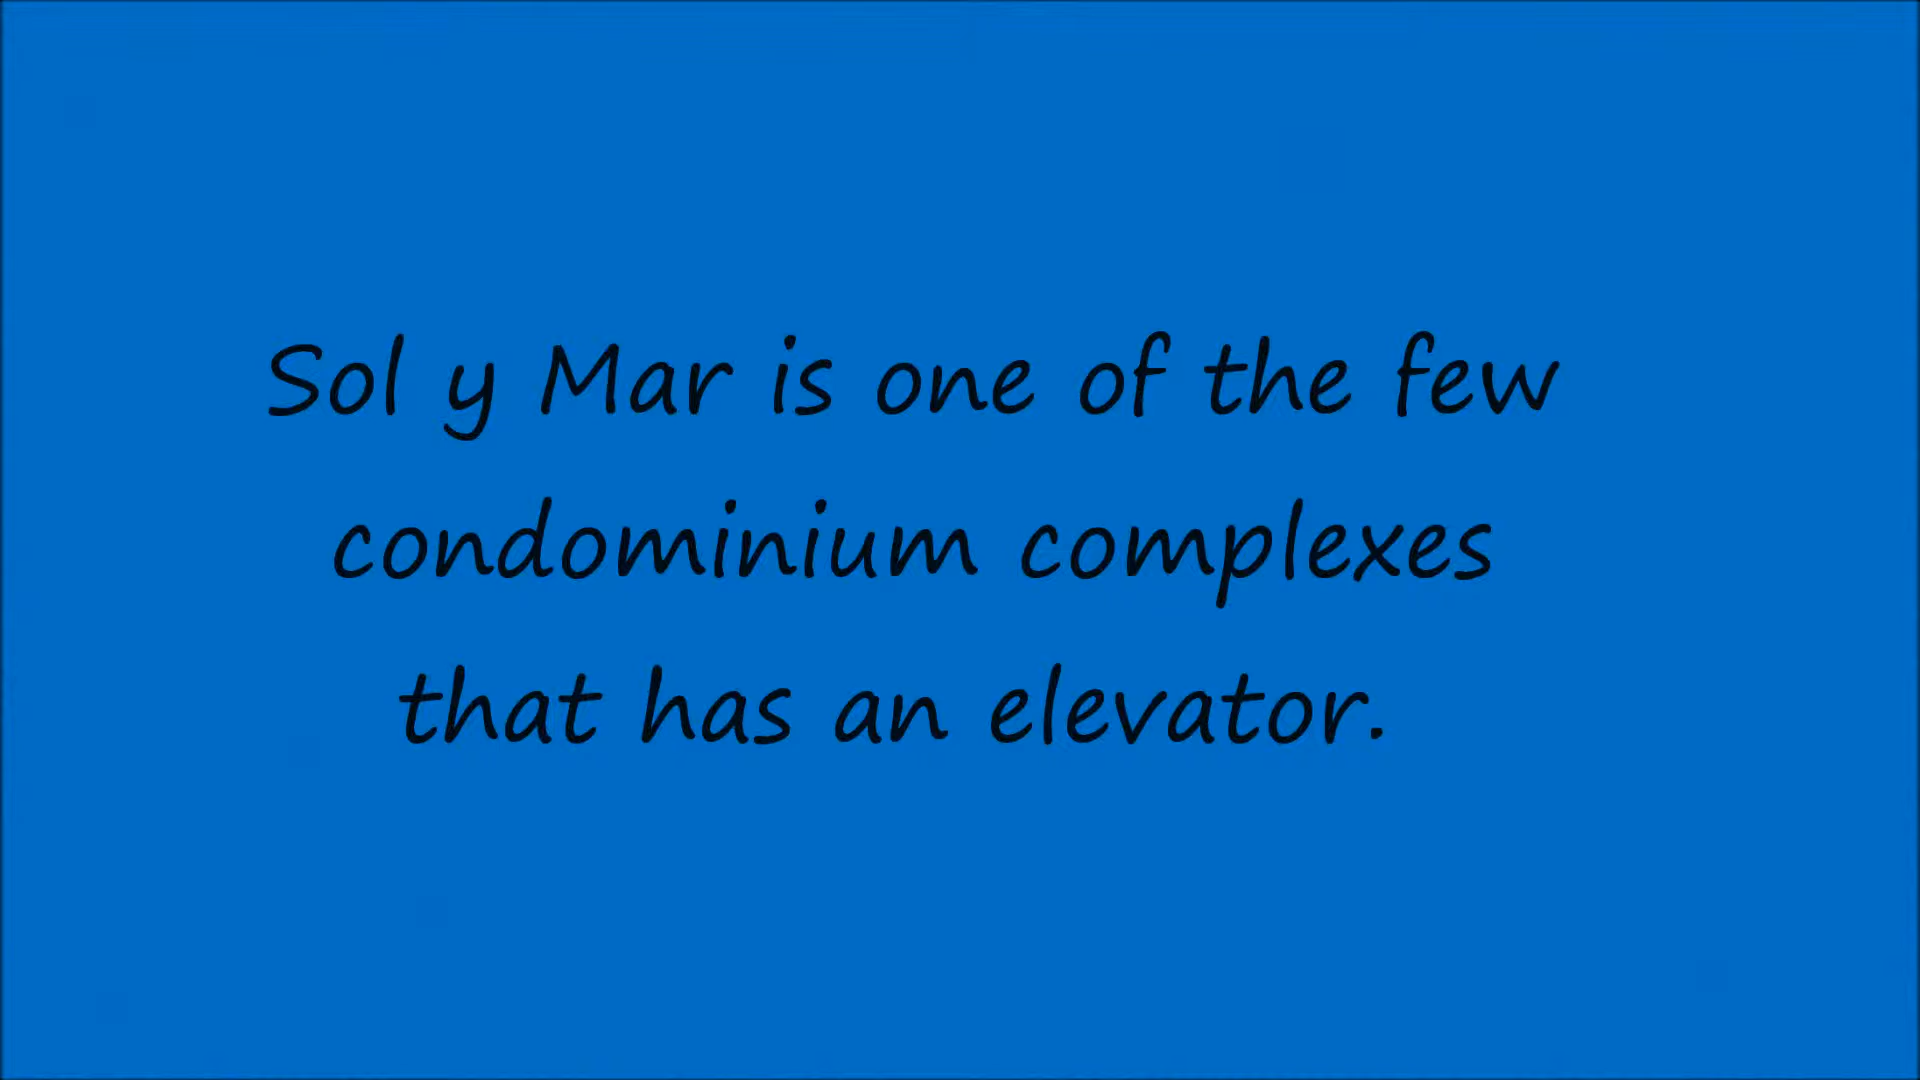 Sol y Mar is one of the few
condominium complexes
that has an elevator.